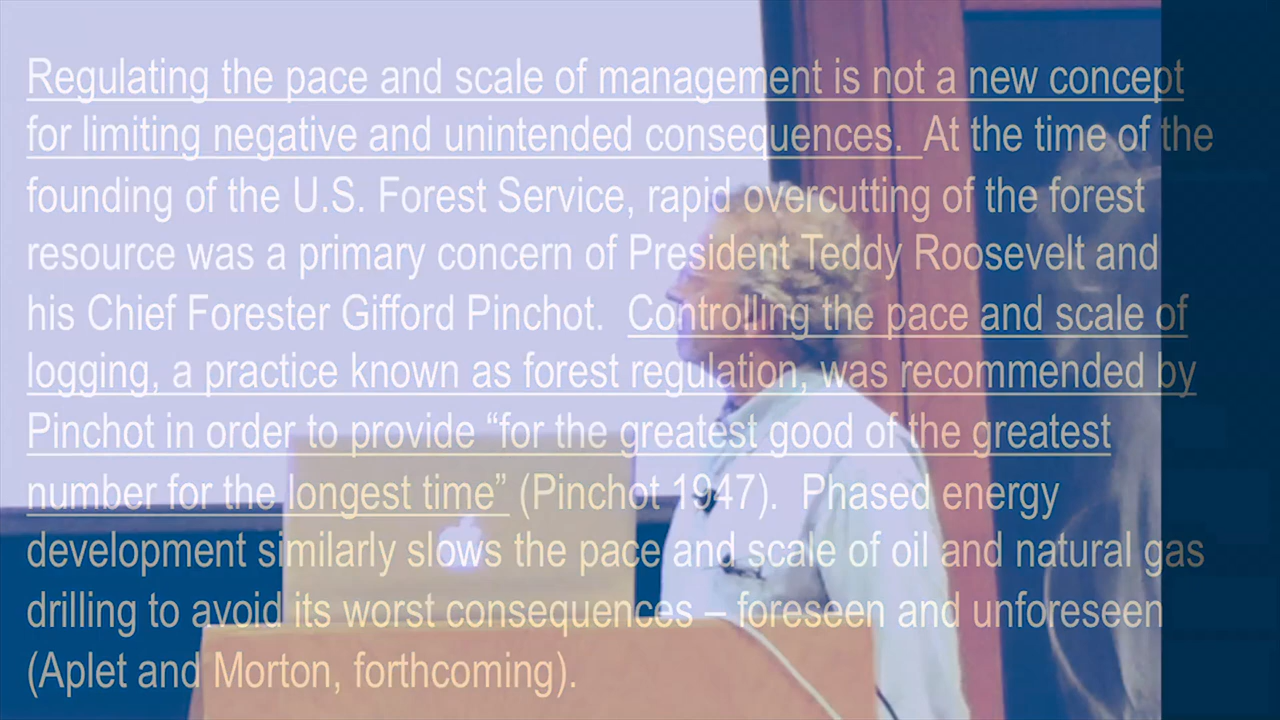 Regulating the pace and scale of management is not a new concept
for limiting negative and unintended consequences. At the time of the
founding of the U.S. Forest Service, rapid overcutting of the forest
resource was a primary concern of President Teddy Roosevelt and
his Chief Forester Gifford Pinchot. Controlling the pace and scale of
logging, a practice known as forest regulation, was recommended by
Pinchot in order to provide “for the greatest good of the greatest
number for the longest time” (Pinchot 1947). Phased energy
development similarly slows the pace and scale of oil and natural gas
drilling to avoid its worst consequences – foreseen and unforeseen
(Aplet and Morton, forthcoming).